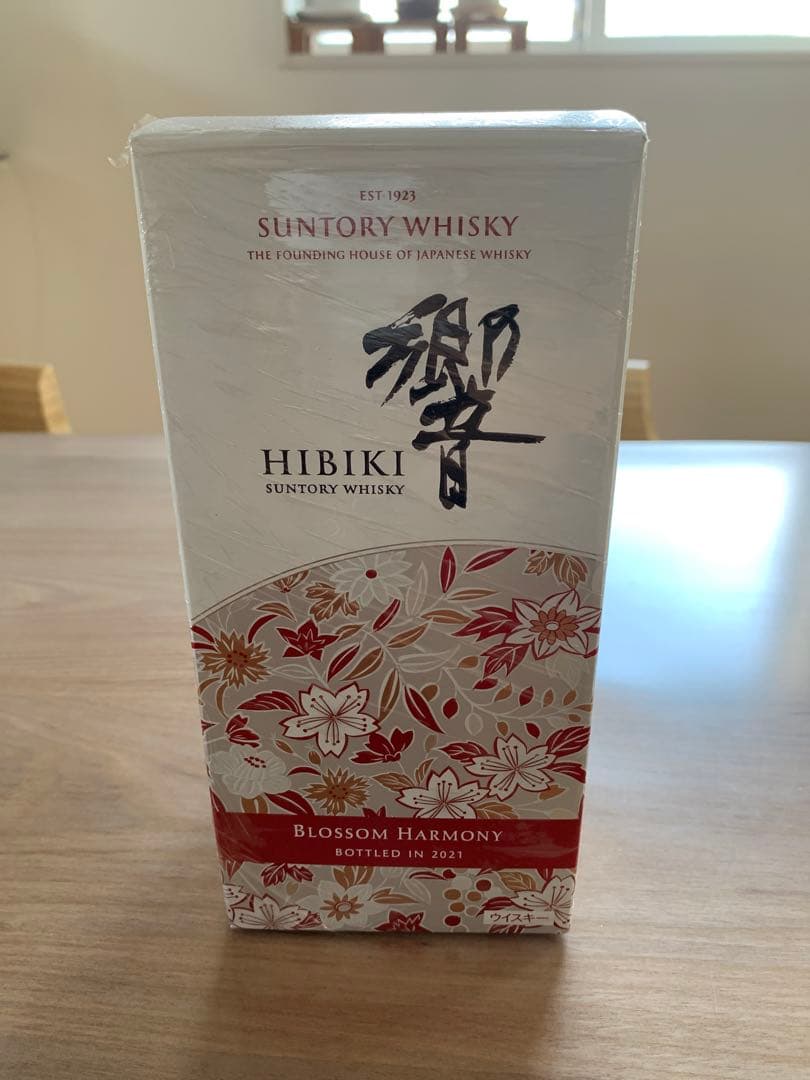 EST 1923
SUNTORY WHISKY
THE FOUNDING HOUSE OF JAPANESE WHISKY
響
HIBIKI
SUNTORY WHISKY
BLOSSOM HARMONY
BOTTLED IN 2021
ウイスキー